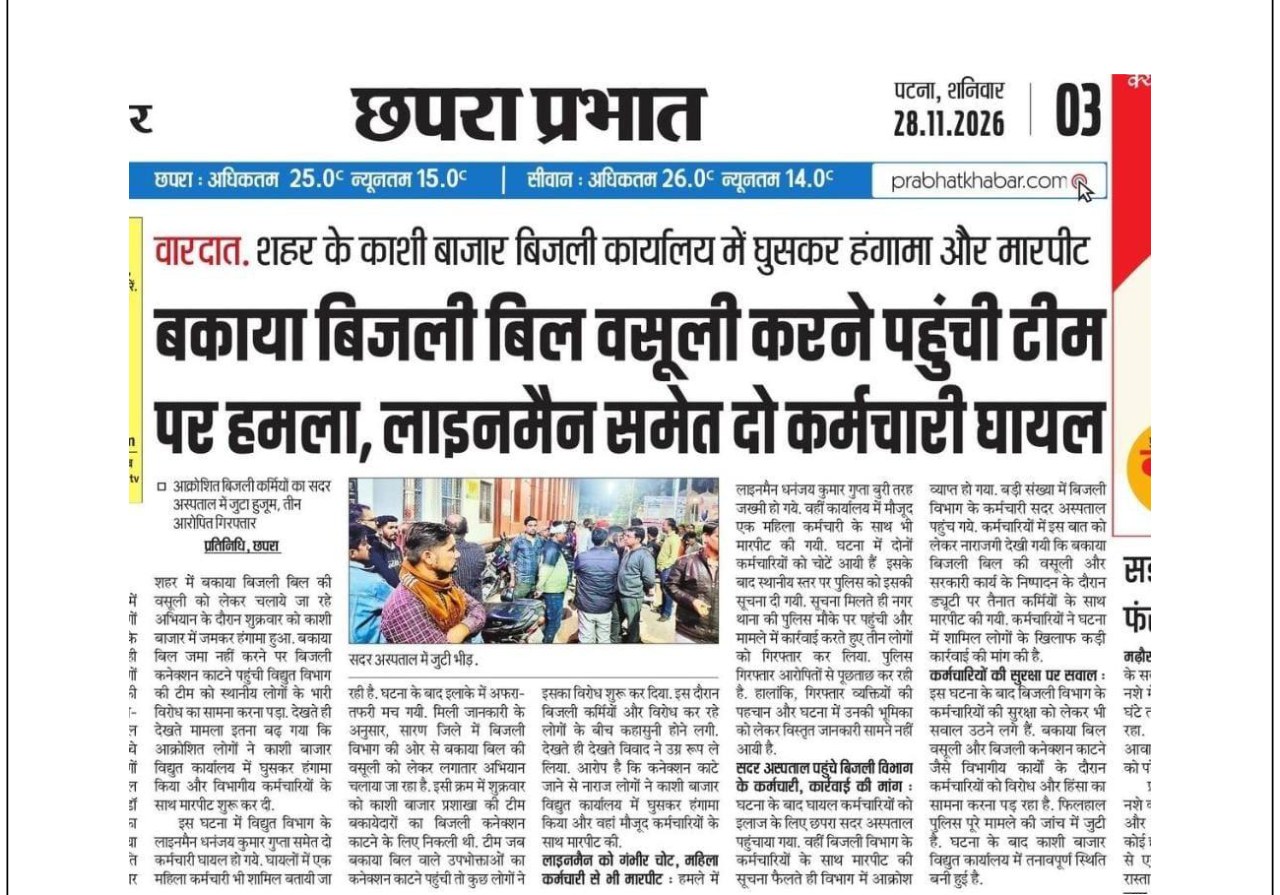 र
छपरा प्रभात
पटना, शनिवार
28.11.2026
03
छपरा : अधिकतम 25.0c न्यूनतम 15.0c | सीवान : अधिकतम 26.0c न्यूनतम 14.0c
prabhatkhabar.com
वारदात. शहर के काशी बाजार बिजली कार्यालय में घुसकर हंगामा और मारपीट
बकाया बिजली बिल वसूली करने पहुंची टीम
पर हमला, लाइनमैन समेत दो कर्मचारी घायल
आक्रोशित बिजली कर्मियों का सदर
अस्पताल में जुटा हुजूम, तीन
आरोपित गिरफ्तार
प्रतिनिधि, छपरा
शहर में बकाया बिजली बिल की
वसूली को लेकर चलाये जा रहे
अभियान के दौरान शुक्रवार को काशी
बाजार में जमकर हंगामा हुआ. बकाया
बिल जमा नहीं करने पर बिजली
कनेक्शन काटने पहुंची विद्युत विभाग
की टीम को स्थानीय लोगों के भारी
विरोध का सामना करना पड़ा. देखते ही
देखते मामला इतना बढ़ गया कि
आक्रोशित लोगों ने काशी बाजार
विद्युत कार्यालय में घुसकर हंगामा
किया और विभागीय कर्मचारियों के
साथ मारपीट शुरू कर दी.
इस घटना में विद्युत विभाग के
लाइनमैन धनंजय कुमार गुप्ता समेत दो
कर्मचारी घायल हो गये. घायलों में एक
महिला कर्मचारी भी शामिल बतायी जा
सदर अस्पताल में जुटी भीड़.
रही है. घटना के बाद इलाके में अफरा-
तफरी मच गयी. मिली जानकारी के
अनुसार, सारण जिले में बिजली
विभाग की ओर से बकाया बिल की
वसूली को लेकर लगातार अभियान
चलाया जा रहा है. इसी क्रम में शुक्रवार
को काशी बाजार प्रशाखा की टीम
बकायेदारों का बिजली कनेक्शन
काटने के लिए निकली थी. टीम जब
बकाया बिल वाले उपभोक्ताओं का
कनेक्शन काटने पहुंची तो कुछ लोगों ने
इसका विरोध शुरू कर दिया. इस दौरान
बिजली कर्मियों और विरोध कर रहे
लोगों के बीच कहासुनी होने लगी.
देखते ही देखते विवाद ने उग्र रूप ले
लिया. आरोप है कि कनेक्शन काटे
जाने से नाराज लोगों ने काशी बाजार
विद्युत कार्यालय में घुसकर हंगामा
किया और वहां मौजूद कर्मचारियों के
साथ मारपीट की.
लाइनमैन को गंभीर चोट, महिला
कर्मचारी से भी मारपीट : हमले में
लाइनमैन धनंजय कुमार गुप्ता बुरी तरह
जख्मी हो गये. वहीं कार्यालय में मौजूद
एक महिला कर्मचारी के साथ भी
मारपीट की गयी. घटना में दोनों
कर्मचारियों को चोटें आयी हैं इसके
बाद स्थानीय स्तर पर पुलिस को इसकी
सूचना दी गयी. सूचना मिलते ही नगर
थाना की पुलिस मौके पर पहुंची और
मामले में कार्रवाई करते हुए तीन लोगों
को गिरफ्तार कर लिया. पुलिस
गिरफ्तार आरोपितों से पूछताछ कर रही
है. हालांकि, गिरफ्तार व्यक्तियों की
पहचान और घटना में उनकी भूमिका
को लेकर विस्तृत जानकारी सामने नहीं
आयी है.
सदर अस्पताल पहुंचे बिजली विभाग
के कर्मचारी, कार्रवाई की मांग :
घटना के बाद घायल कर्मचारियों को
इलाज के लिए छपरा सदर अस्पताल
पहुंचाया गया. वहीं बिजली विभाग के
कर्मचारियों के साथ मारपीट की
सूचना फैलते ही विभाग में आक्रोश
व्याप्त हो गया. बड़ी संख्या में बिजली
विभाग के कर्मचारी सदर अस्पताल
पहुंच गये. कर्मचारियों में इस बात को
लेकर नाराजगी देखी गयी कि बकाया
बिजली बिल की वसूली और
सरकारी कार्य के निष्पादन के दौरान
ड्यूटी पर तैनात कर्मियों के साथ
मारपीट की गयी. कर्मचारियों ने घटना
में शामिल लोगों के खिलाफ कड़ी
कार्रवाई की मांग की है.
कर्मचारियों की सुरक्षा पर सवाल :
इस घटना के बाद बिजली विभाग के
कर्मचारियों की सुरक्षा को लेकर भी
सवाल उठने लगे हैं. बकाया बिल
वसूली और बिजली कनेक्शन काटने
जैसे विभागीय कार्यों के दौरान
कर्मचारियों को विरोध और हिंसा का
सामना करना पड़ रहा है. फिलहाल
पुलिस पूरे मामले की जांच में जुटी
है. घटना के बाद काशी बाजार
विद्युत कार्यालय में तनावपूर्ण स्थिति
बनी हुई है.